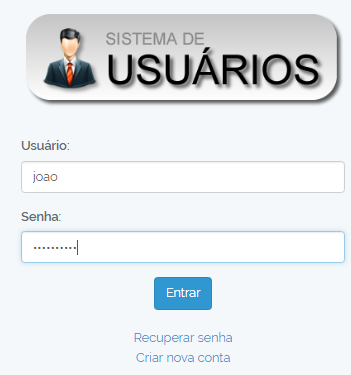 SISTEMA DE
USUÁRIOS
Usuário:
joao
Senha:
••••••••••
Entrar
Recuperar senha
Criar nova conta